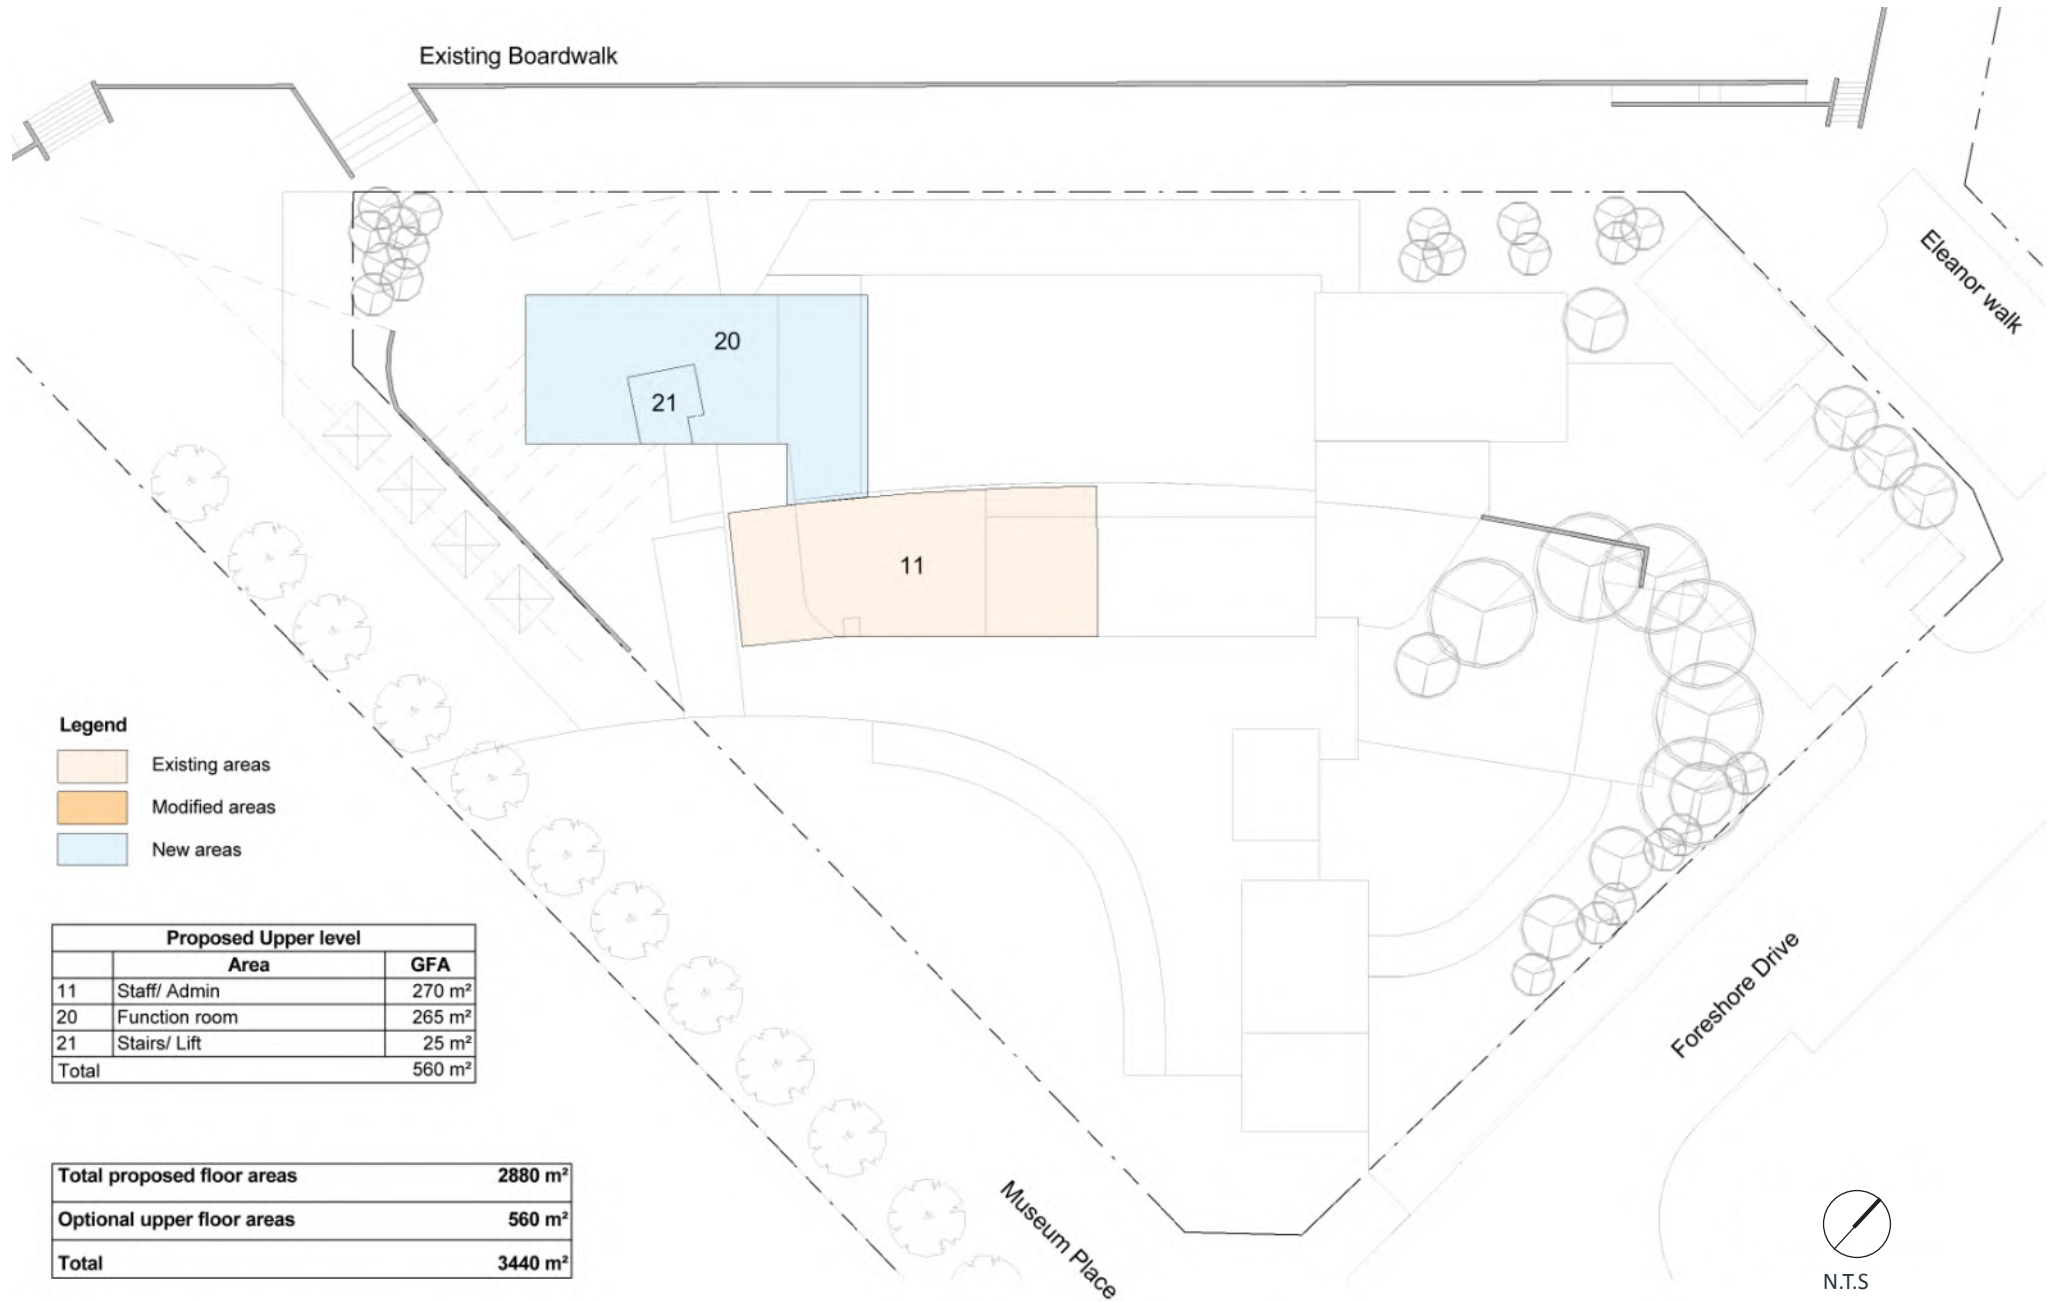 Existing Boardwalk
Eleanor walk
20
21
11
Legend
Existing areas
Modified areas
New areas
Proposed Upper level
Area GFA
11 Staff/ Admin 270 m²
20 Function room 265 m²
21 Stairs/ Lift 25 m²
Total 560 m²
Foreshore Drive
Total proposed floor areas 2880 m²
Optional upper floor areas 560 m²
Total 3440 m²
Museum Place
N.T.S